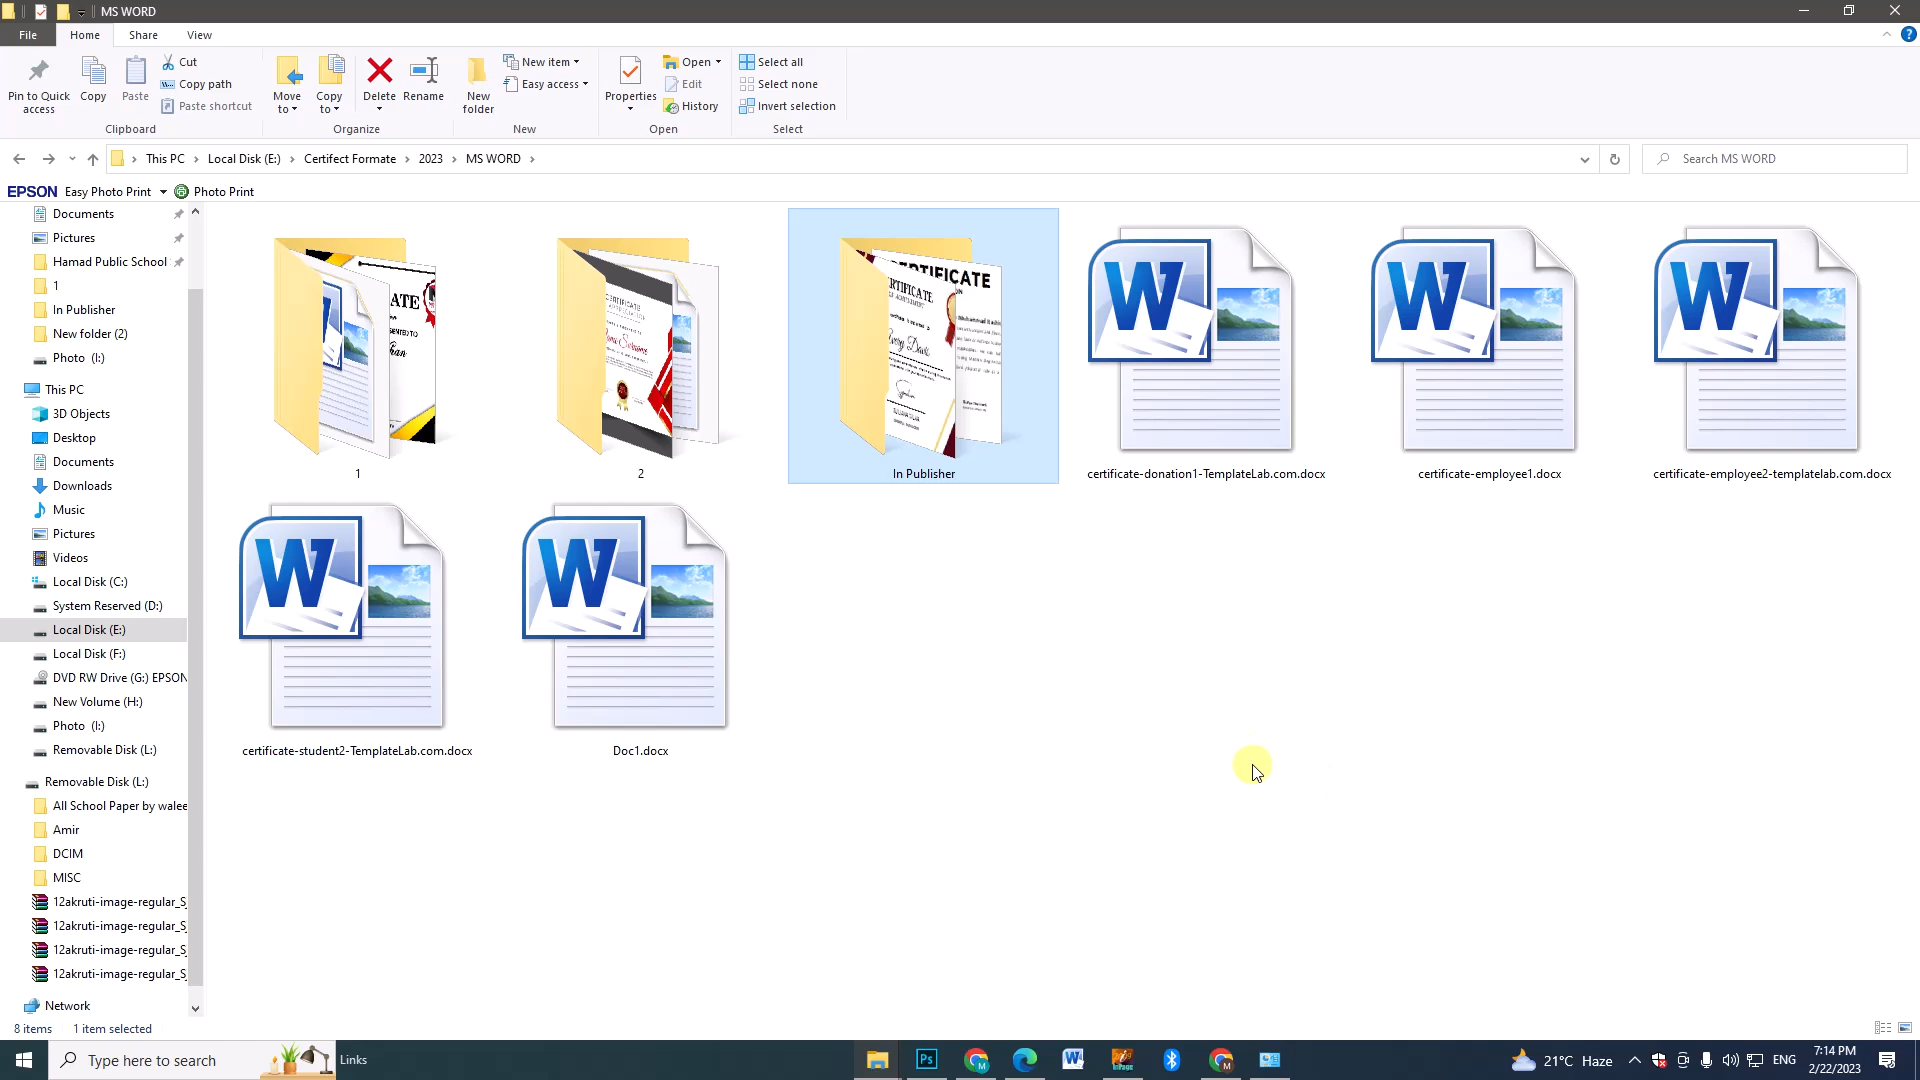 MS WORD
File Home Share View
Pin to Quick access
Copy
Paste
Cut
Copy path
Paste shortcut
Clipboard
Move to
Copy to
Delete
Rename
Organize
New folder
New item
Easy access
New
Properties
Open
Edit
History
Open
Select all
Select none
Invert selection
Select
This PC › Local Disk (E:) › Certifect Formate › 2023 › MS WORD ›
Search MS WORD
EPSON Easy Photo Print Photo Print
Documents
Pictures
Hamad Public School
1
In Publisher
New folder (2)
Photo (I:)
This PC
3D Objects
Desktop
Documents
Downloads
Music
Pictures
Videos
Local Disk (C:)
System Reserved (D:)
Local Disk (E:)
Local Disk (F:)
DVD RW Drive (G:) EPSON
New Volume (H:)
Photo (I:)
Removable Disk (L:)
Removable Disk (L:)
All School Paper by walee
Amir
DCIM
MISC
12akruti-image-regular_S
12akruti-image-regular_S
12akruti-image-regular_S
12akruti-image-regular_S
Network
1
2
In Publisher
certificate-donation1-TemplateLab.com.docx
certificate-employee1.docx
certificate-employee2-templatelab.com.docx
certificate-student2-TemplateLab.com.docx
Doc1.docx
8 items 1 item selected
Type here to search
Links
21°C Haze
ENG
7:14 PM
2/22/2023